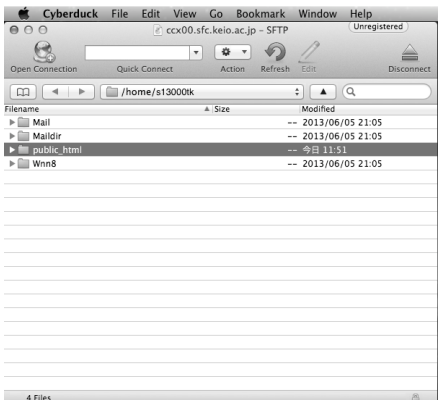 Cyberduck File Edit View Go Bookmark Window Help
ccx00.sfc.keio.ac.jp – SFTP Unregistered
Open Connection Quick Connect Action Refresh Edit Disconnect
/home/s13000tk
Filename Size Modified
Mail -- 2013/06/05 21:05
Maildir -- 2013/06/05 21:05
public_html -- 今日 11:51
Wnn8 -- 2013/06/05 21:05
4 Files